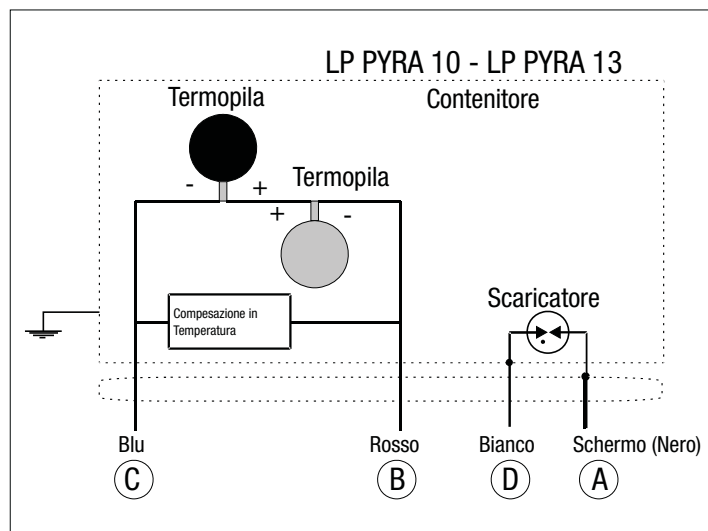 LP PYRA 10 - LP PYRA 13
Termopila
Contenitore
- +
Termopila
+ -
Scaricatore
Compesazione in
Temperatura
Blu
Rosso
Bianco
Schermo (Nero)
C
B
D
A